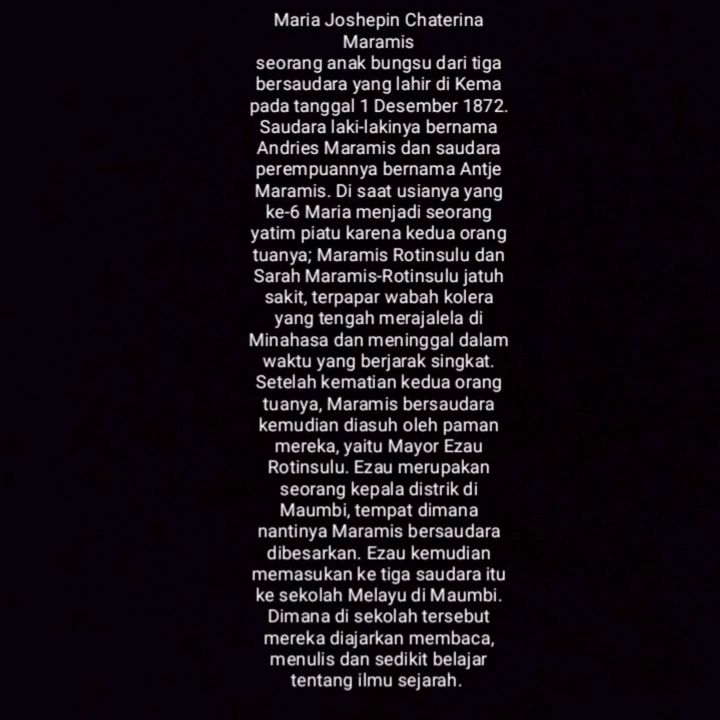 Maria Joshepin Chaterina
Maramis
seorang anak bungsu dari tiga
bersaudara yang lahir di Kema
pada tanggal 1 Desember 1872.
Saudara laki-lakinya bernama
Andries Maramis dan saudara
perempuannya bernama Antje
Maramis. Di saat usianya yang
ke-6 Maria menjadi seorang
yatim piatu karena kedua orang
tuanya; Maramis Rotinsulu dan
Sarah Maramis-Rotinsulu jatuh
sakit, terpapar wabah kolera
yang tengah merajalela di
Minahasa dan meninggal dalam
waktu yang berjarak singkat.
Setelah kematian kedua orang
tuanya, Maramis bersaudara
kemudian diasuh oleh paman
mereka, yaitu Mayor Ezau
Rotinsulu. Ezau merupakan
seorang kepala distrik di
Maumbi, tempat dimana
nantinya Maramis bersaudara
dibesarkan. Ezau kemudian
memasukan ke tiga saudara itu
ke sekolah Melayu di Maumbi.
Dimana di sekolah tersebut
mereka diajarkan membaca,
menulis dan sedikit belajar
tentang ilmu sejarah.